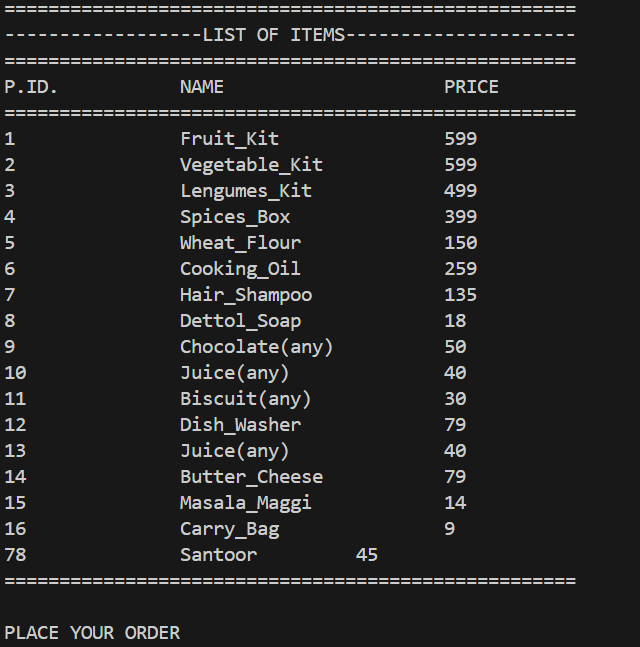 ====================================================
------------------LIST OF ITEMS---------------------
====================================================
P.ID.           NAME                    PRICE
====================================================
1               Fruit_Kit               599
2               Vegetable_Kit           599
3               Lengumes_Kit            499
4               Spices_Box              399
5               Wheat_Flour             150
6               Cooking_Oil             259
7               Hair_Shampoo            135
8               Dettol_Soap             18
9               Chocolate(any)          50
10              Juice(any)              40
11              Biscuit(any)            30
12              Dish_Washer             79
13              Juice(any)              40
14              Butter_Cheese           79
15              Masala_Maggi            14
16              Carry_Bag               9
78              Santoor         45
====================================================
PLACE YOUR ORDER